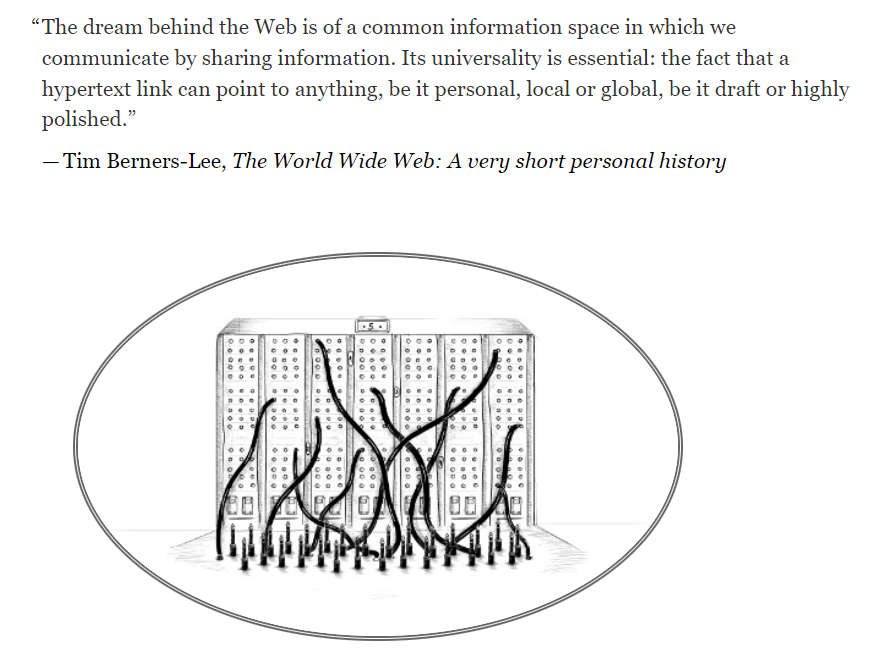 “The dream behind the Web is of a common information space in which we
communicate by sharing information. Its universality is essential: the fact that a
hypertext link can point to anything, be it personal, local or global, be it draft or highly
polished.”
— Tim Berners-Lee, The World Wide Web: A very short personal history
·5·